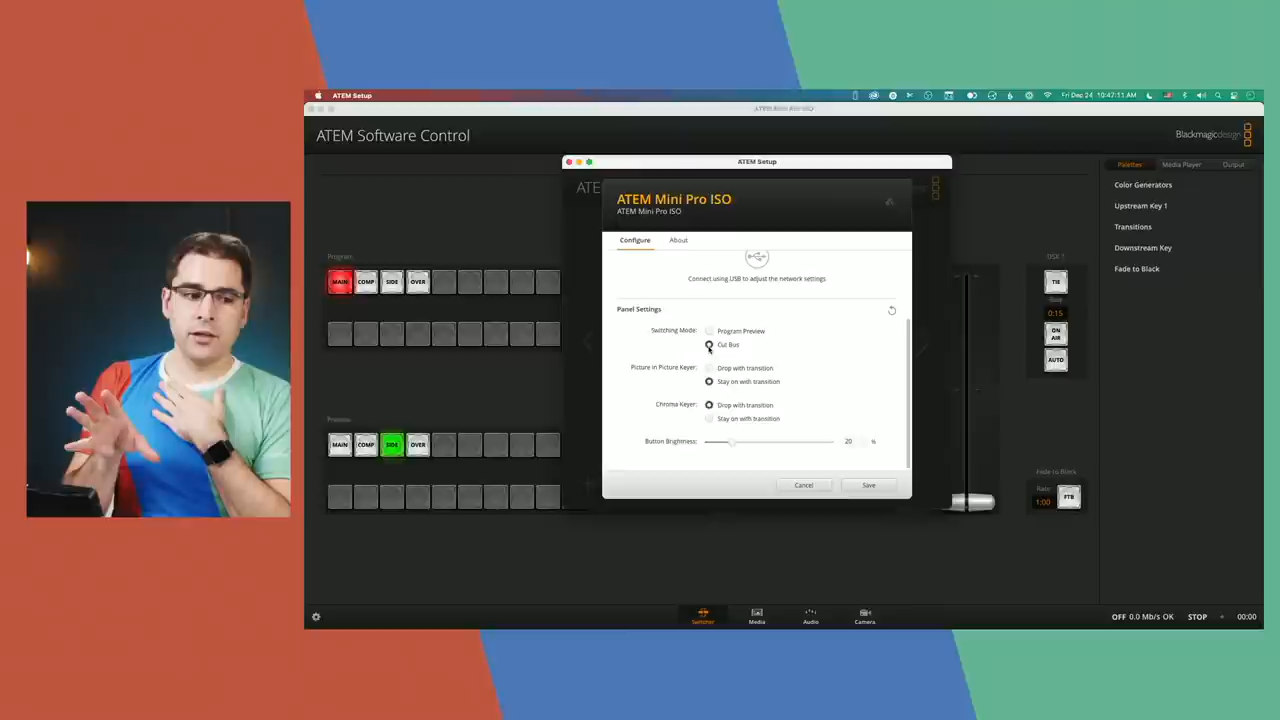 ATEM Setup
Fri Dec 24 10:47:11 AM
ATEM Software Control
Blackmagicdesign
ATEM Setup
Palettes
Media Player
Output
Color Generators
Upstream Key 1
Transitions
Downstream Key
Fade to Black
ATE
ATEM Mini Pro ISO
ATEM Mini Pro ISO
Configure
About
Connect using USB to adjust the network settings
Panel Settings
Switching Mode:
Program Preview
Cut Bus
Picture in Picture Keyer:
Drop with transition
Stay on with transition
Chroma Keyer:
Drop with transition
Stay on with transition
Button Brightness:
20
%
Cancel
Save
Program
MAIN
COMP
SIDE
OVER
Preview
MAIN
COMP
SIDE
OVER
DSK 1
TIE
Rate
0:15
ON
AIR
AUTO
Fade to Black
Rate
1:00
FTB
Switcher
Media
Audio
Camera
OFF 0.0 Mb/s OK
STOP
00:00